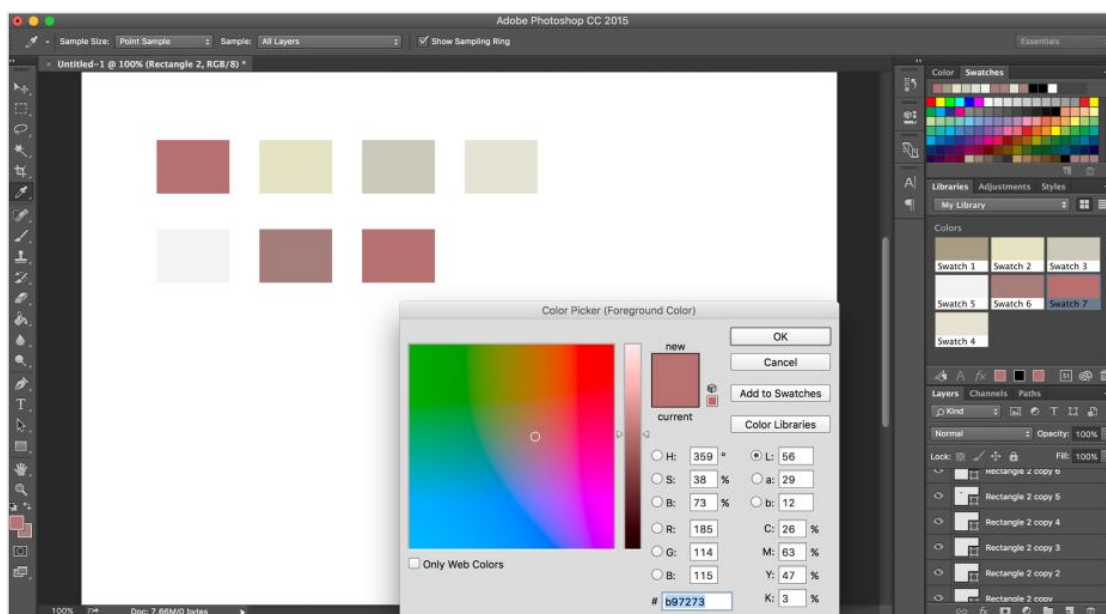 Adobe Photoshop CC 2015
Sample Size: Point Sample Sample: All Layers Show Sampling Ring Essentials
× Untitled-1 @ 100% (Rectangle 2, RGB/8) *
Color Swatches
Libraries Adjustments Styles
My Library
Colors
Swatch 1 Swatch 2 Swatch 3
Swatch 5 Swatch 6 Swatch 7
Swatch 4
Color Picker (Foreground Color)
new
current
OK
Cancel
Add to Swatches
Color Libraries
H: 359 °
S: 38 %
B: 73 %
R: 185
G: 114
B: 115
# b97273
L: 56
a: 29
b: 12
C: 26 %
M: 63 %
Y: 47 %
K: 3 %
Only Web Colors
Layers Channels Paths
Kind
Normal Opacity: 100%
Lock: Fill: 100%
Rectangle 2 copy 6
Rectangle 2 copy 5
Rectangle 2 copy 4
Rectangle 2 copy 3
Rectangle 2 copy 2
Rectangle 2 copy
100% Doc: 7.66M/0 bytes